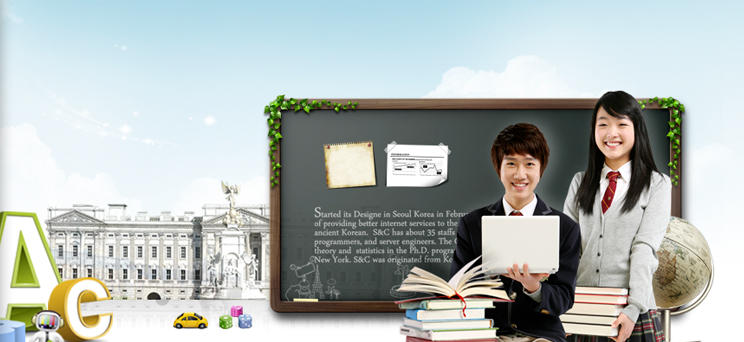 INFORMATION
Started its Designe in Seoul Korea in Febru
of providing better internet services to the
ancient Korean. S&C has about 35 staffs
programmers, and server engineers. The C
theory and statistics in the Ph.D. progra
New York. S&C was originated from Ko
A
C